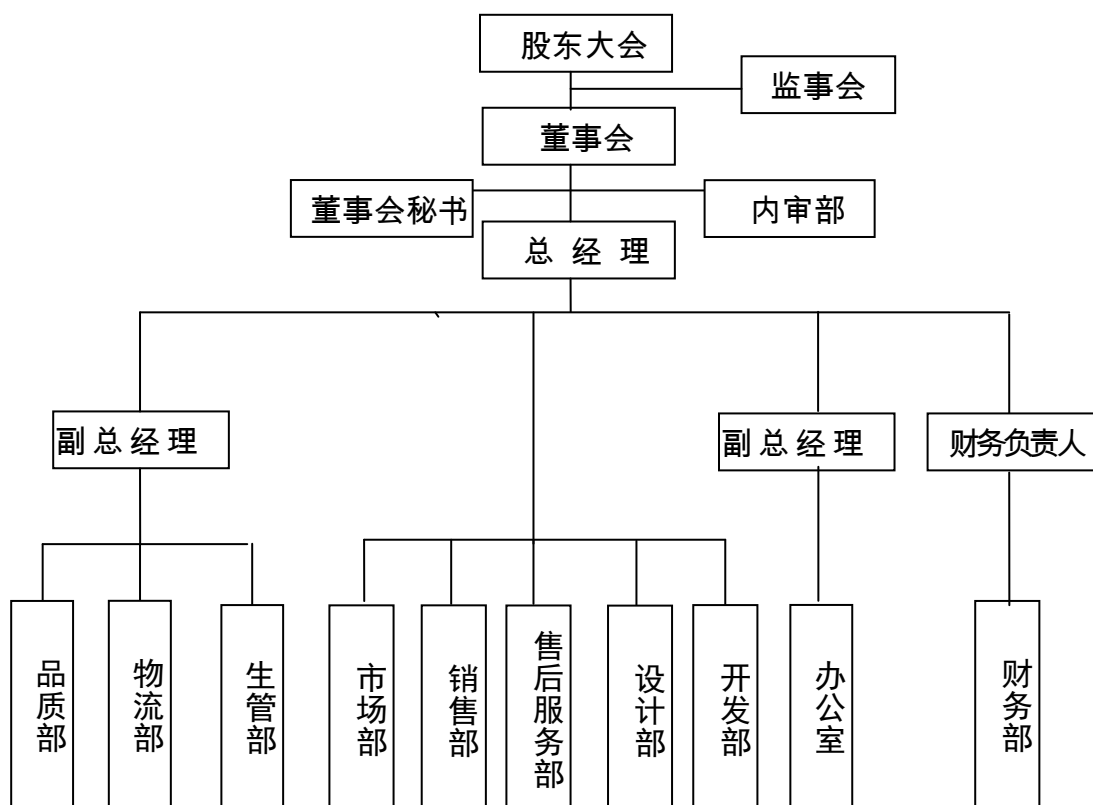 股东大会
监事会
董事会
董事会秘书
内审部
总经理
副总经理
副总经理
财务负责人
品质部
物流部
生管部
市场部
销售部
售后服务部
设计部
开发部
办公室
财务部